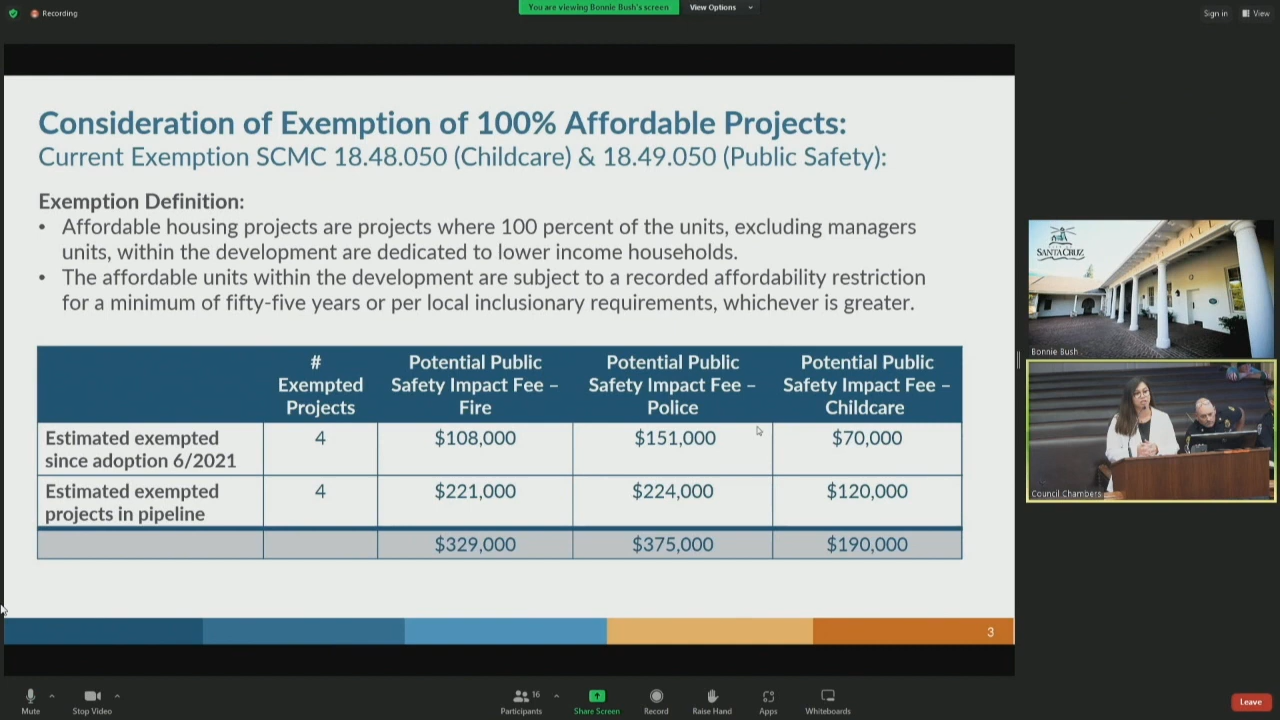 Recording
You are viewing Bonnie Bush's screen
View Options
Sign in
View
Consideration of Exemption of 100% Affordable Projects:
Current Exemption SCMC 18.48.050 (Childcare) & 18.49.050 (Public Safety):
Exemption Definition:
• Affordable housing projects are projects where 100 percent of the units, excluding managers
units, within the development are dedicated to lower income households.
• The affordable units within the development are subject to a recorded affordability restriction
for a minimum of fifty-five years or per local inclusionary requirements, whichever is greater.
# Exempted Projects
Potential Public Safety Impact Fee – Fire
Potential Public Safety Impact Fee – Police
Potential Public Safety Impact Fee – Childcare
Estimated exempted since adoption 6/2021
4
$108,000
$151,000
$70,000
Estimated exempted projects in pipeline
4
$221,000
$224,000
$120,000
$329,000
$375,000
$190,000
3
SANTA CRUZ
HALL
Bonnie Bush
Council Chambers
Mute
Stop Video
16
Participants
Share Screen
Record
Raise Hand
Apps
Whiteboards
Leave